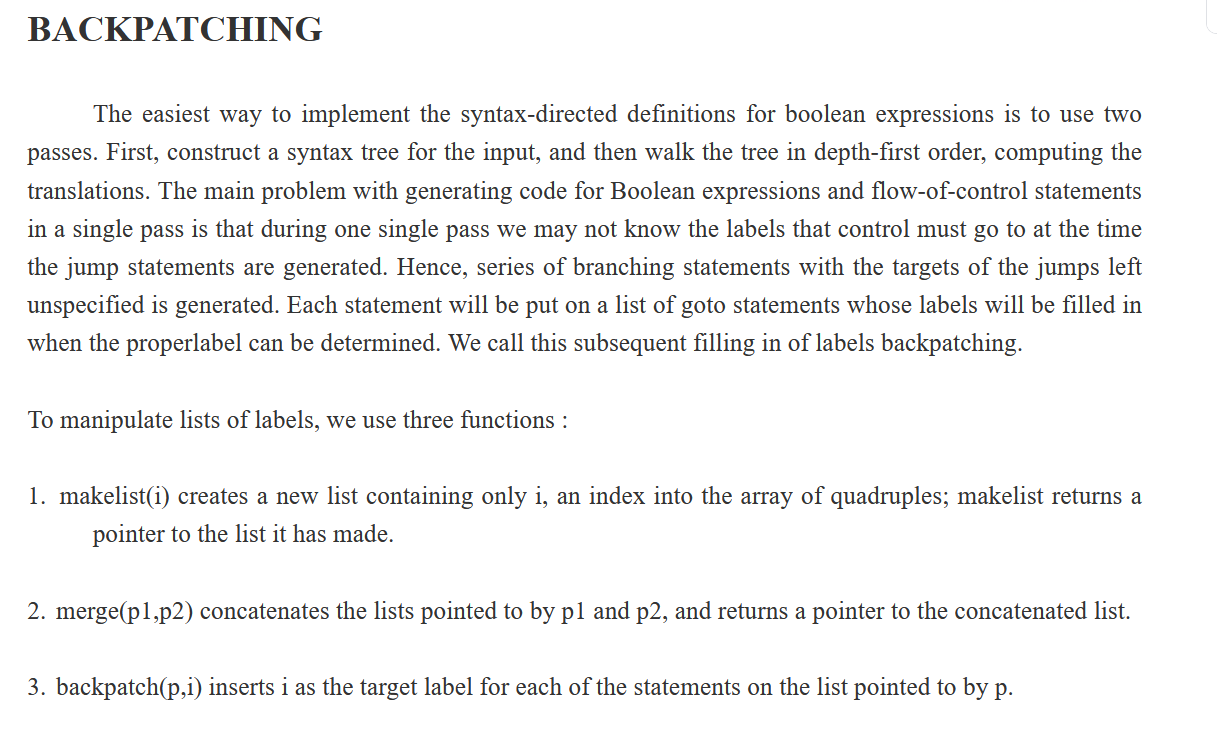 BACKPATCHING
The easiest way to implement the syntax-directed definitions for boolean expressions is to use two
passes. First, construct a syntax tree for the input, and then walk the tree in depth-first order, computing the
translations. The main problem with generating code for Boolean expressions and flow-of-control statements
in a single pass is that during one single pass we may not know the labels that control must go to at the time
the jump statements are generated. Hence, series of branching statements with the targets of the jumps left
unspecified is generated. Each statement will be put on a list of goto statements whose labels will be filled in
when the properlabel can be determined. We call this subsequent filling in of labels backpatching.
To manipulate lists of labels, we use three functions :
1. makelist(i) creates a new list containing only i, an index into the array of quadruples; makelist returns a
pointer to the list it has made.
2. merge(p1,p2) concatenates the lists pointed to by p1 and p2, and returns a pointer to the concatenated list.
3. backpatch(p,i) inserts i as the target label for each of the statements on the list pointed to by p.